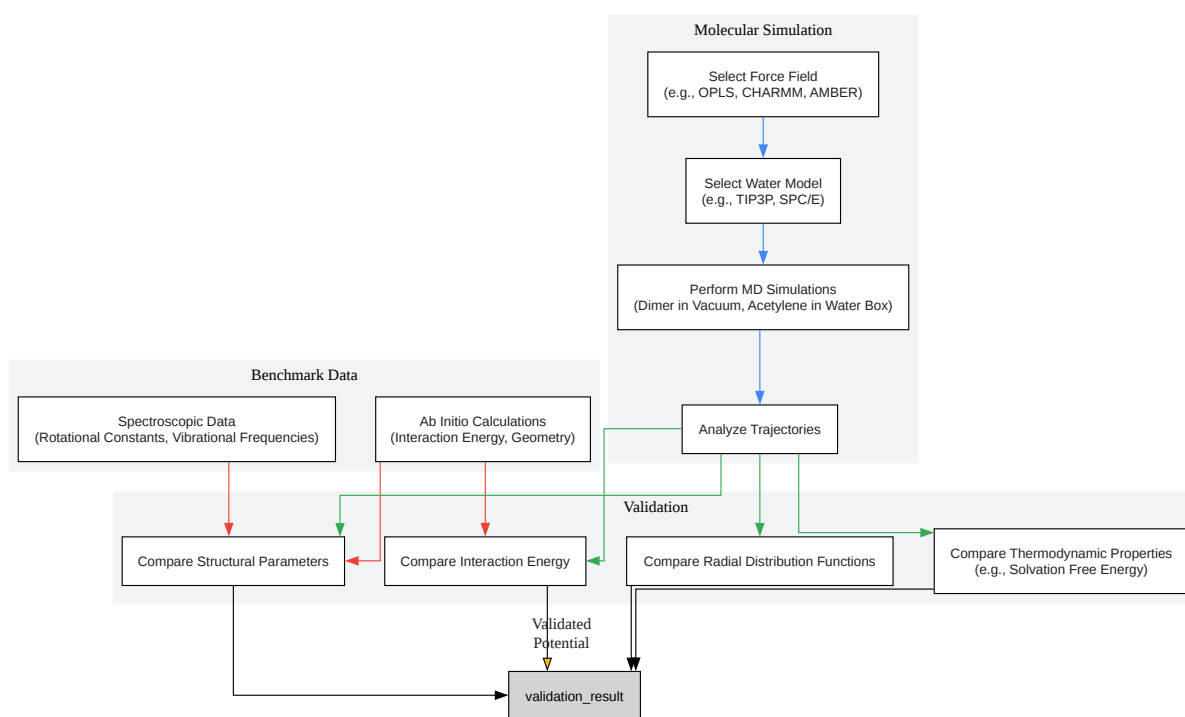 Molecular Simulation
Select Force Field
(e.g., OPLS, CHARMM, AMBER)
Select Water Model
(e.g., TIP3P, SPC/E)
Perform MD Simulations
(Dimer in Vacuum, Acetylene in Water Box)
Analyze Trajectories
Benchmark Data
Spectroscopic Data
(Rotational Constants, Vibrational Frequencies)
Ab Initio Calculations
(Interaction Energy, Geometry)
Validation
Compare Structural Parameters
Compare Interaction Energy
Compare Radial Distribution Functions
Compare Thermodynamic Properties
(e.g., Solvation Free Energy)
Validated
Potential
validation_result